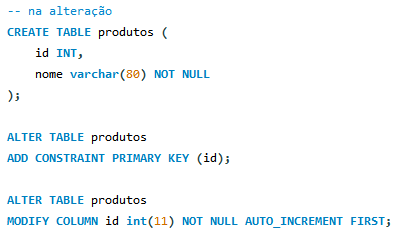 -- na alteração
CREATE TABLE produtos (
    id INT,
    nome varchar(80) NOT NULL
);

ALTER TABLE produtos
ADD CONSTRAINT PRIMARY KEY (id);

ALTER TABLE produtos
MODIFY COLUMN id int(11) NOT NULL AUTO_INCREMENT FIRST;